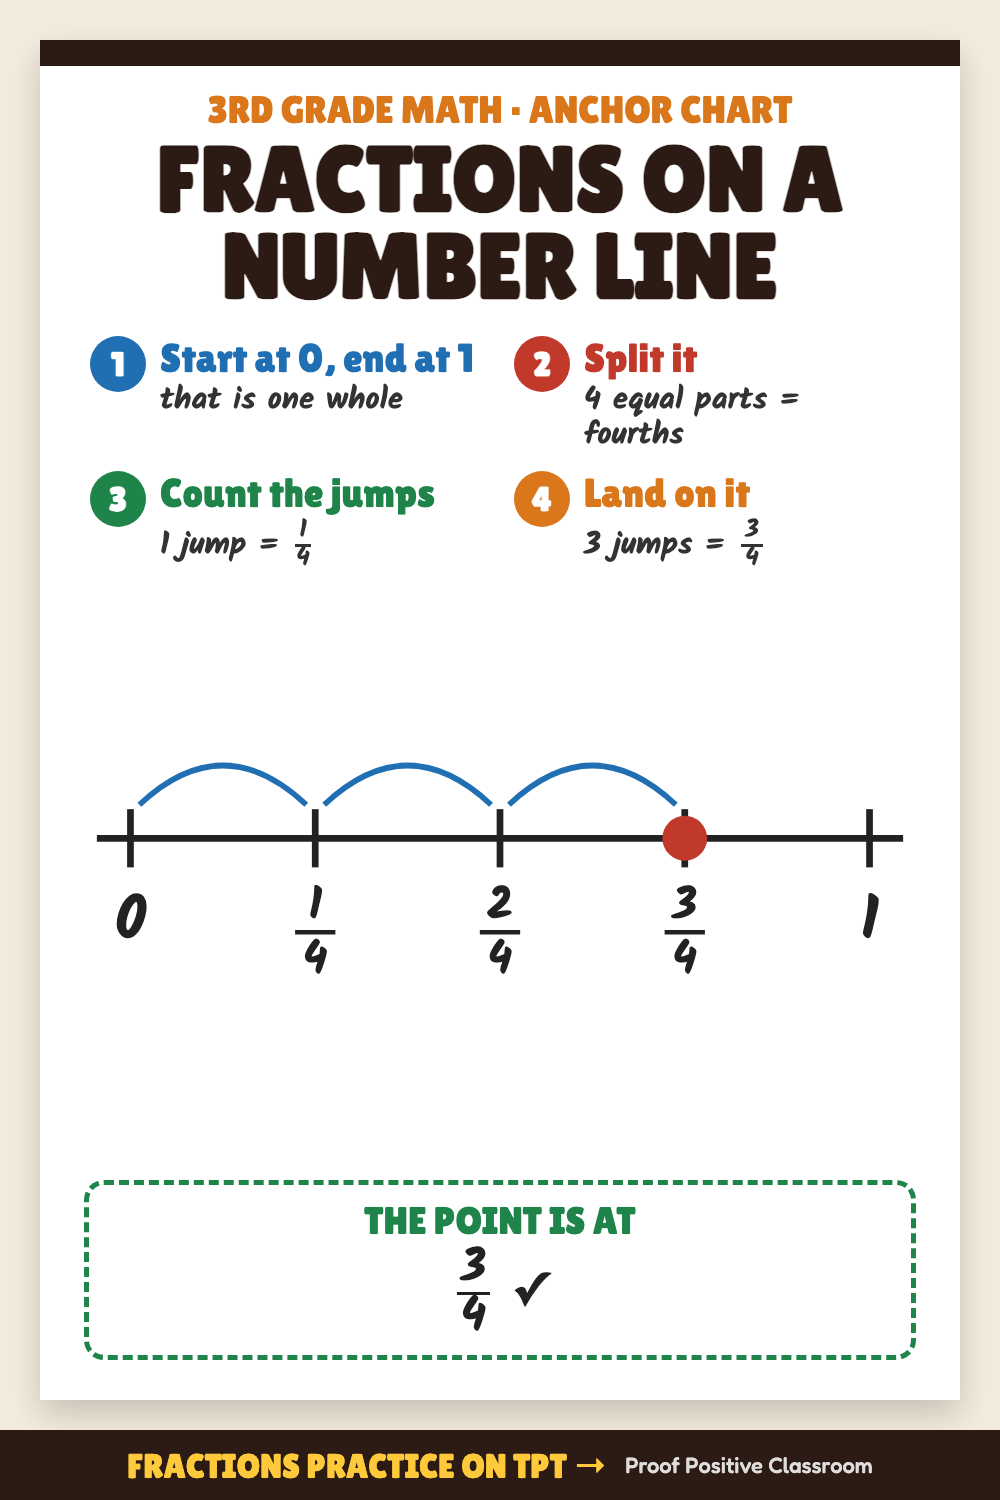 3RD GRADE MATH · ANCHOR CHART
FRACTIONS ON A
NUMBER LINE
1 Start at 0, end at 1
that is one whole
2 Split it
4 equal parts =
fourths
3 Count the jumps
1 jump = 1/4
4 Land on it
3 jumps = 3/4
0 1/4 2/4 3/4 1
THE POINT IS AT
3/4 ✓
FRACTIONS PRACTICE ON TPT → Proof Positive Classroom